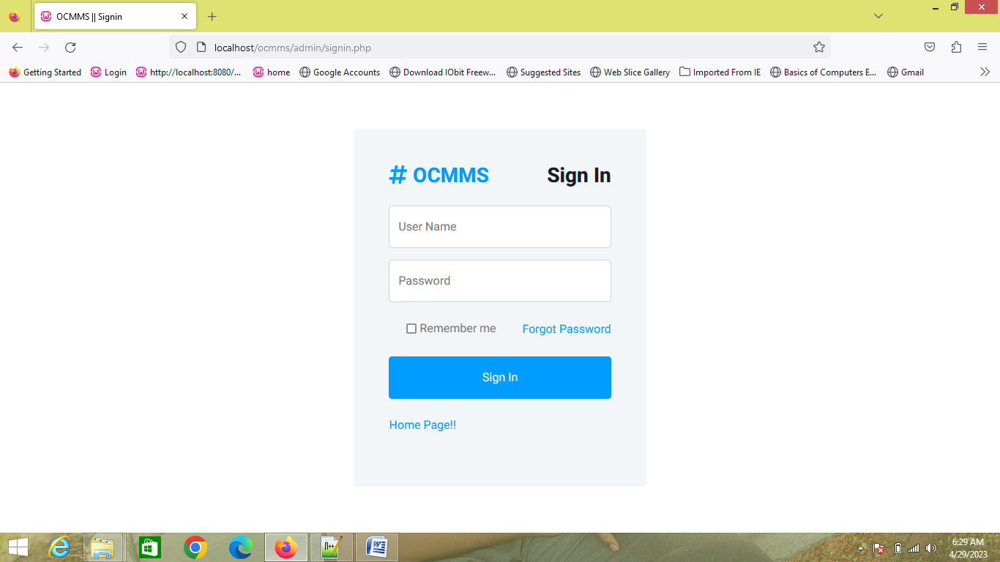 OCMMS || Signin
localhost/ocmms/admin/signin.php
Getting Started
Login
http://localhost:8080/...
home
Google Accounts
Download IObit Freew...
Suggested Sites
Web Slice Gallery
Imported From IE
Basics of Computers E...
Gmail
# OCMMS
Sign In
User Name
Password
Remember me
Forgot Password
Sign In
Home Page!!
6:29 AM
4/29/2023